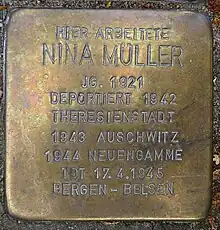 HIER ARBEITETE
NINA MÜLLER
JG. 1921
DEPORTIERT 1942
THERESIENSTADT
1943 AUSCHWITZ
1944 NEUENGAMME
TOT 17.4.1945
BERGEN-BELSEN